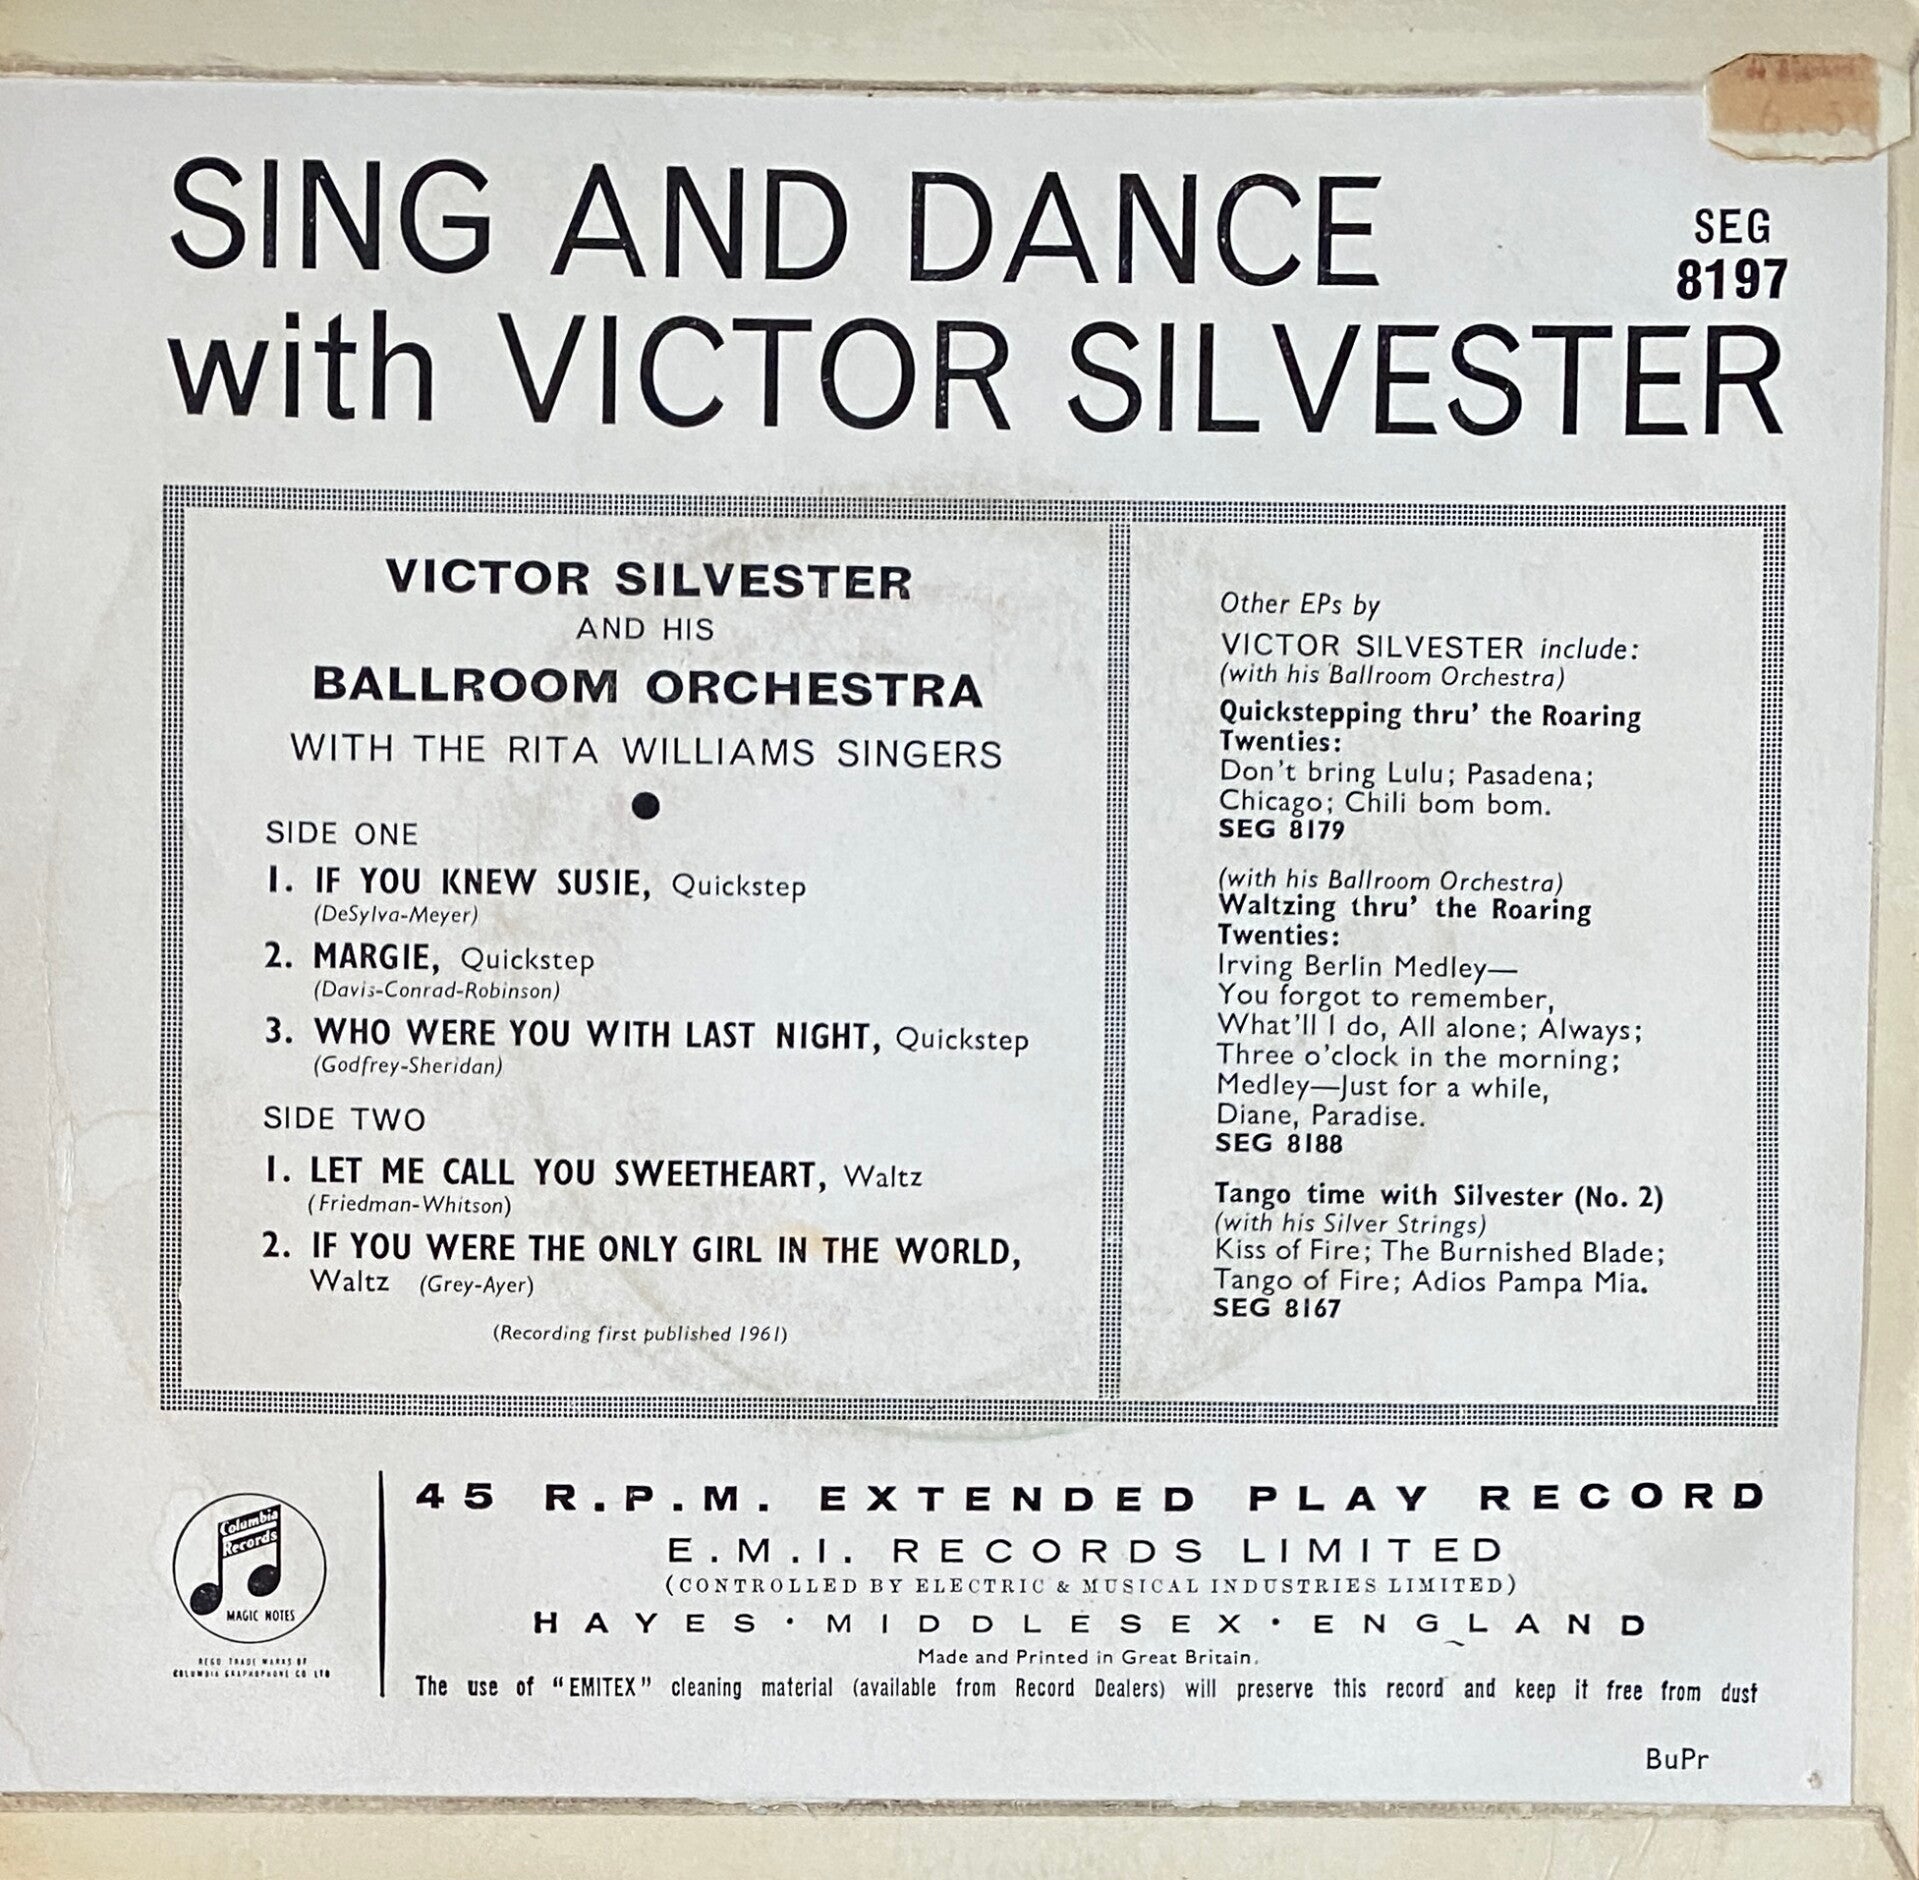 SING AND DANCE
SEG
8197
with VICTOR SILVESTER
VICTOR SILVESTER
AND HIS
BALLROOM ORCHESTRA
WITH THE RITA WILLIAMS SINGERS
SIDE ONE
1. IF YOU KNEW SUSIE, Quickstep
(DeSylva-Meyer)
2. MARGIE, Quickstep
(Davis-Conrad-Robinson)
3. WHO WERE YOU WITH LAST NIGHT, Quickstep
(Godfrey-Sheridan)
SIDE TWO
1. LET ME CALL YOU SWEETHEART, Waltz
(Friedman-Whitson)
2. IF YOU WERE THE ONLY GIRL IN THE WORLD,
Waltz (Grey-Ayer)
(Recording first published 1961)
Other EPs by
VICTOR SILVESTER include:
(with his Ballroom Orchestra)
Quickstepping thru' the Roaring
Twenties:
Don't bring Lulu; Pasadena;
Chicago; Chili bom bom.
SEG 8179
(with his Ballroom Orchestra)
Waltzing thru' the Roaring
Twenties:
Irving Berlin Medley—
You forgot to remember,
What'll I do, All alone; Always;
Three o'clock in the morning;
Medley—Just for a while,
Diane, Paradise.
SEG 8188
Tango time with Silvester (No. 2)
(with his Silver Strings)
Kiss of Fire; The Burnished Blade;
Tango of Fire; Adios Pampa Mia.
SEG 8167
Columbia
Records
MAGIC NOTES
REGD TRADE MARKS OF
COLUMBIA GRAPHOPHONE CO LTD
45 R.P.M. EXTENDED PLAY RECORD
E.M.I. RECORDS LIMITED
(CONTROLLED BY ELECTRIC & MUSICAL INDUSTRIES LIMITED)
HAYES · MIDDLESEX · ENGLAND
Made and Printed in Great Britain.
The use of "EMITEX" cleaning material (available from Record Dealers) will preserve this record and keep it free from dust
BuPr